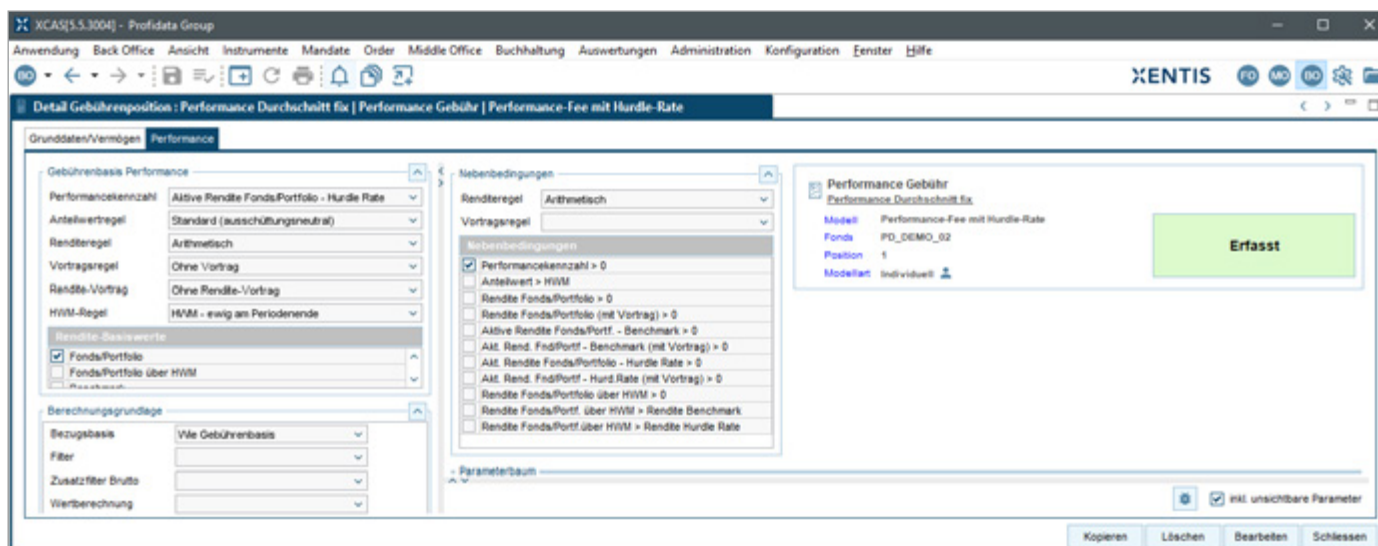 XCAS[5.5.3004] - Profidata Group
Anwendung Back Office Ansicht Instrumente Mandate Order Middle Office Buchhaltung Auswertungen Administration Konfiguration Fenster Hilfe
BO XENTIS FO MO BO
Detail Gebührenposition : Performance Durchschnitt fix | Performance Gebühr | Performance-Fee mit Hurdle-Rate
Grunddaten/Vermögen Performance
Gebührenbasis Performance
Performancekennzahl Aktive Rendite Fonds/Portfolio - Hurdle Rate
Anteilwertregel Standard (ausschüttungsneutral)
Renditeregel Arithmetisch
Vortragsregel Ohne Vortrag
Rendite-Vortrag Ohne Rendite-Vortrag
HWM-Regel HWM - ewig am Periodenende
Rendite-Basiswerte
Fonds/Portfolio
Fonds/Portfolio über HWM
Benchmark
Berechnungsgrundlage
Bezugsbasis Wie Gebührenbasis
Filter
Zusatzfilter Brutto
Wertberechnung
Nebenbedingungen
Renditeregel Arithmetisch
Vortragsregel
Nebenbedingungen
Performancekennzahl > 0
Anteilwert > HWM
Rendite Fonds/Portfolio > 0
Rendite Fonds/Portfolio (mit Vortrag) > 0
Aktive Rendite Fonds/Portf. - Benchmark > 0
Akt. Rend. Fnd/Portf - Benchmark (mit Vortrag) > 0
Akt. Rendite Fonds/Portfolio - Hurdle Rate > 0
Akt. Rend. Fnd/Portf - Hurd.Rate (mit Vortrag) > 0
Rendite Fonds/Portfolio über HWM > 0
Rendite Fonds/Portf. über HWM > Rendite Benchmark
Rendite Fonds/Portf.über HWM > Rendite Hurdle Rate
Parameterbaum
Performance Gebühr
Performance Durchschnitt fix
Modell Performance-Fee mit Hurdle-Rate
Fonds PD_DEMO_02
Position 1
Modellart Individuell
Erfasst
inkl. unsichtbare Parameter
Kopieren Löschen Bearbeiten Schliessen